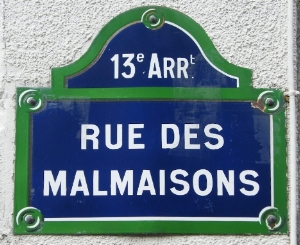 13e ARRt
RUE DES
MALMAISONS